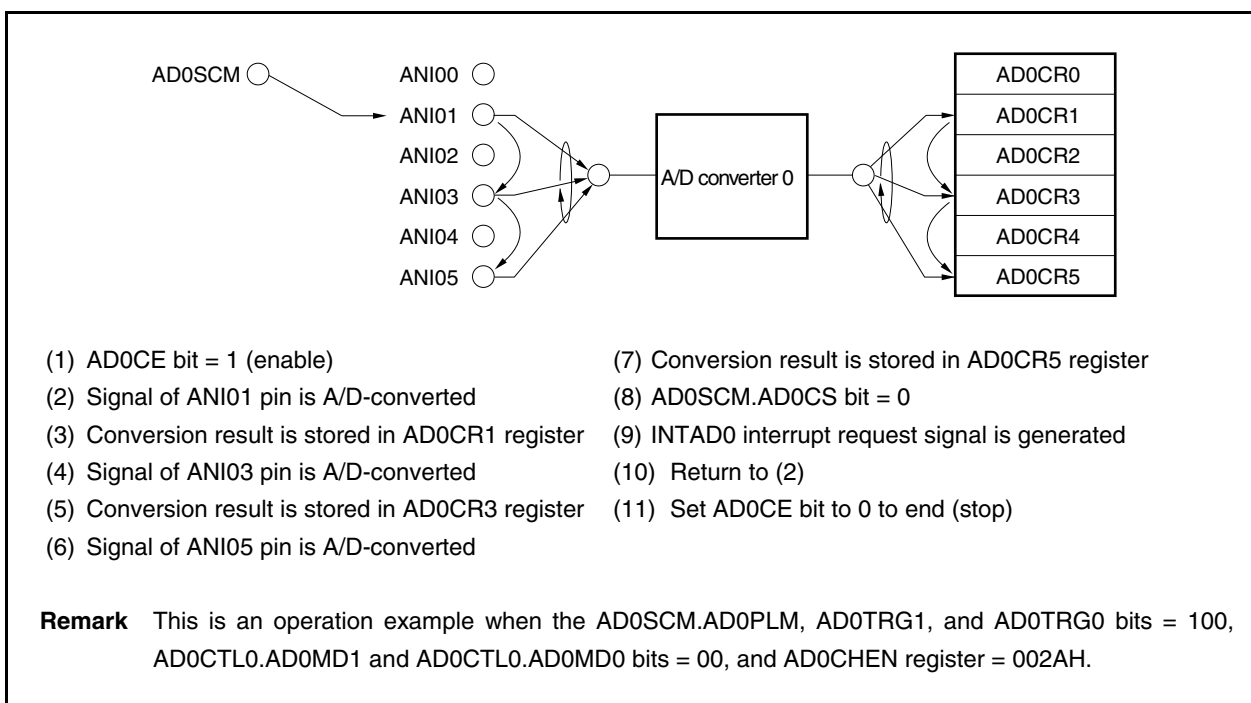 AD0SCM
ANI00
ANI01
ANI02
ANI03
ANI04
ANI05
A/D converter 0
AD0CR0
AD0CR1
AD0CR2
AD0CR3
AD0CR4
AD0CR5
(1) AD0CE bit = 1 (enable)
(2) Signal of ANI01 pin is A/D-converted
(3) Conversion result is stored in AD0CR1 register
(4) Signal of ANI03 pin is A/D-converted
(5) Conversion result is stored in AD0CR3 register
(6) Signal of ANI05 pin is A/D-converted
(7) Conversion result is stored in AD0CR5 register
(8) AD0SCM.AD0CS bit = 0
(9) INTAD0 interrupt request signal is generated
(10) Return to (2)
(11) Set AD0CE bit to 0 to end (stop)
Remark This is an operation example when the AD0SCM.AD0PLM, AD0TRG1, and AD0TRG0 bits = 100,
AD0CTL0.AD0MD1 and AD0CTL0.AD0MD0 bits = 00, and AD0CHEN register = 002AH.